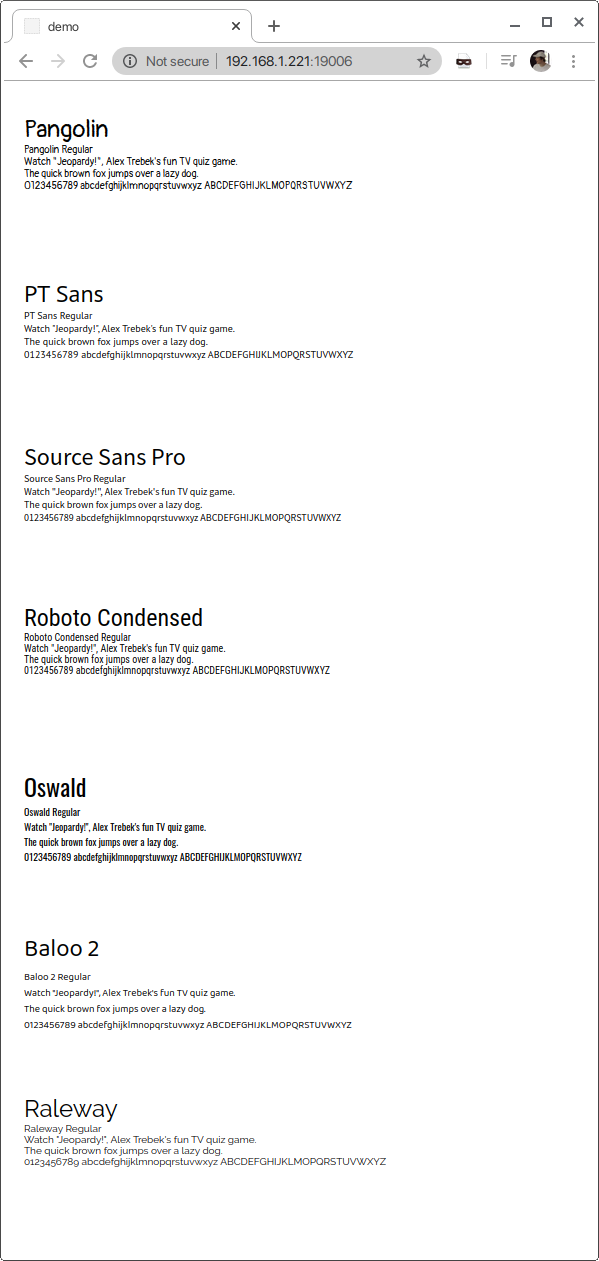 demo
Not secure
192.168.1.221:19006
Pangolin
Pangolin Regular
Watch "Jeopardy!", Alex Trebek's fun TV quiz game.
The quick brown fox jumps over a lazy dog.
0123456789 abcdefghijklmnopqrstuvwxyz ABCDEFGHIJKLMOPQRSTUVWXYZ
PT Sans
PT Sans Regular
Watch "Jeopardy!", Alex Trebek's fun TV quiz game.
The quick brown fox jumps over a lazy dog.
0123456789 abcdefghijklmnopqrstuvwxyz ABCDEFGHIJKLMOPQRSTUVWXYZ
Source Sans Pro
Source Sans Pro Regular
Watch "Jeopardy!", Alex Trebek's fun TV quiz game.
The quick brown fox jumps over a lazy dog.
0123456789 abcdefghijklmnopqrstuvwxyz ABCDEFGHIJKLMOPQRSTUVWXYZ
Roboto Condensed
Roboto Condensed Regular
Watch "Jeopardy!", Alex Trebek's fun TV quiz game.
The quick brown fox jumps over a lazy dog.
0123456789 abcdefghijklmnopqrstuvwxyz ABCDEFGHIJKLMOPQRSTUVWXYZ
Oswald
Oswald Regular
Watch "Jeopardy!", Alex Trebek's fun TV quiz game.
The quick brown fox jumps over a lazy dog.
0123456789 abcdefghijklmnopqrstuvwxyz ABCDEFGHIJKLMOPQRSTUVWXYZ
Baloo 2
Baloo 2 Regular
Watch "Jeopardy!", Alex Trebek's fun TV quiz game.
The quick brown fox jumps over a lazy dog.
0123456789 abcdefghijklmnopqrstuvwxyz ABCDEFGHIJKLMOPQRSTUVWXYZ
Raleway
Raleway Regular
Watch "Jeopardy!", Alex Trebek's fun TV quiz game.
The quick brown fox jumps over a lazy dog.
0123456789 abcdefghijklmnopqrstuvwxyz ABCDEFGHIJKLMOPQRSTUVWXYZ